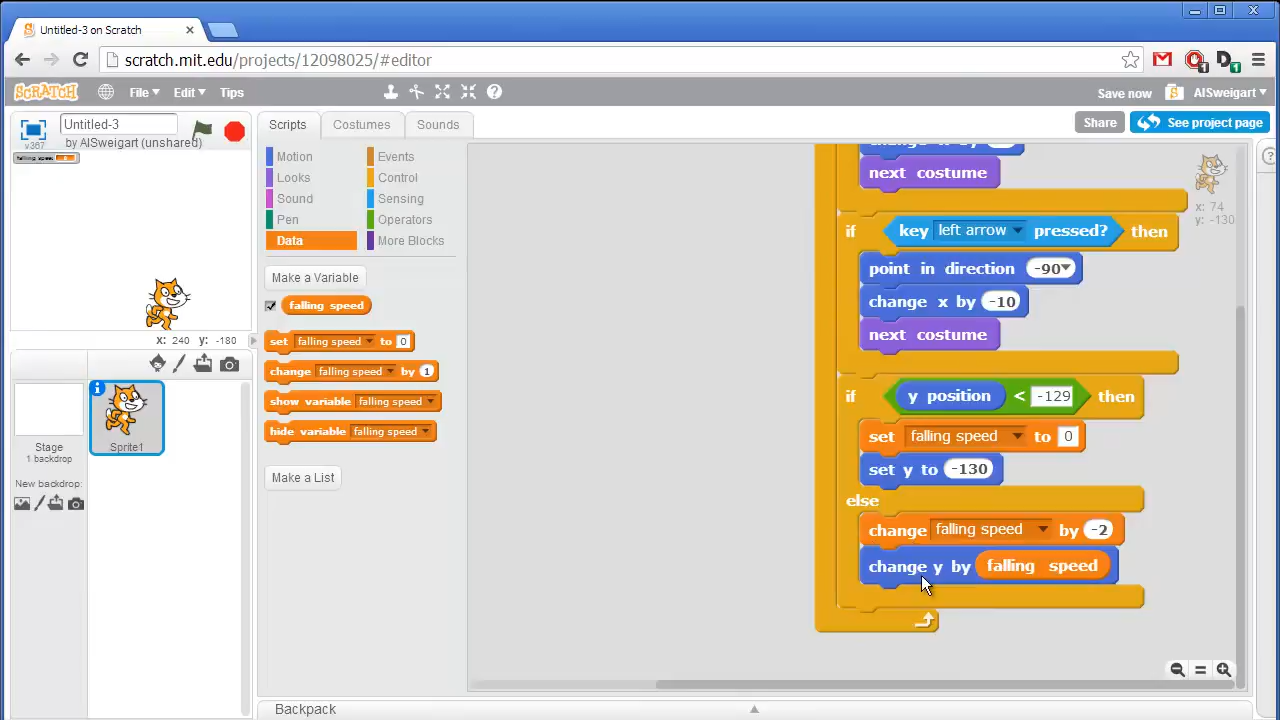 Untitled-3 on Scratch
scratch.mit.edu/projects/12098025/#editor
SCRATCH File Edit Tips
Save now AlSweigart
Untitled-3
v367 by AlSweigart (unshared)
Scripts Costumes Sounds
Share See project page
falling speed
Motion Events
Looks Control
Sound Sensing
Pen Operators
Data More Blocks
Make a Variable
falling speed
set falling speed to 0
change falling speed by 1
show variable falling speed
hide variable falling speed
Make a List
x: 240 y: -180
Sprite1
Stage
1 backdrop
New backdrop:
x: 74
y: -130
next costume
if key left arrow pressed? then
point in direction -90
change x by -10
next costume
if y position < -129 then
set falling speed to 0
set y to -130
else
change falling speed by -2
change y by falling speed
Backpack